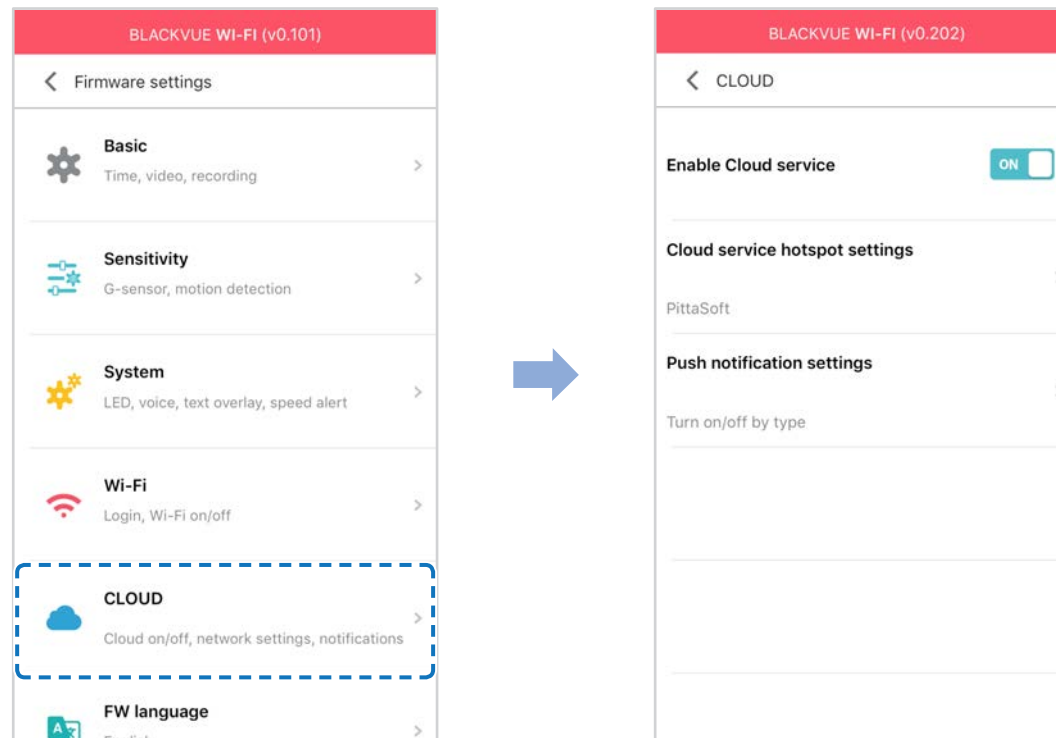 BLACKVUE WI-FI (v0.101)
Firmware settings
Basic
Time, video, recording
Sensitivity
G-sensor, motion detection
System
LED, voice, text overlay, speed alert
Wi-Fi
Login, Wi-Fi on/off
CLOUD
Cloud on/off, network settings, notifications
FW language
BLACKVUE WI-FI (v0.202)
CLOUD
Enable Cloud service
ON
Cloud service hotspot settings
PittaSoft
Push notification settings
Turn on/off by type